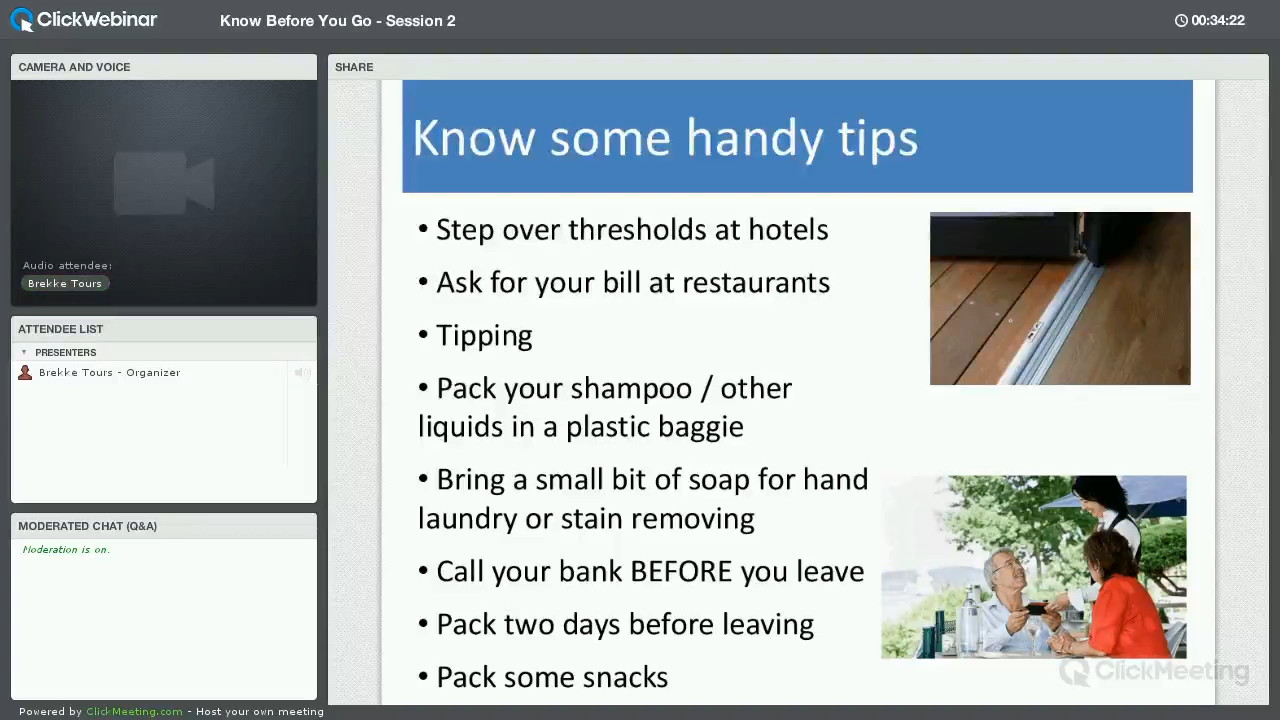 ClickWebinar
Know Before You Go - Session 2
00:34:22
CAMERA AND VOICE
Audio attendee:
Brekke Tours
ATTENDEE LIST
PRESENTERS
Brekke Tours - Organizer
MODERATED CHAT (Q&A)
Moderation is on.
SHARE
Know some handy tips
• Step over thresholds at hotels
• Ask for your bill at restaurants
• Tipping
• Pack your shampoo / other
liquids in a plastic baggie
• Bring a small bit of soap for hand
laundry or stain removing
• Call your bank BEFORE you leave
• Pack two days before leaving
• Pack some snacks
ClickMeeting
Powered by ClickMeeting.com - Host your own meeting